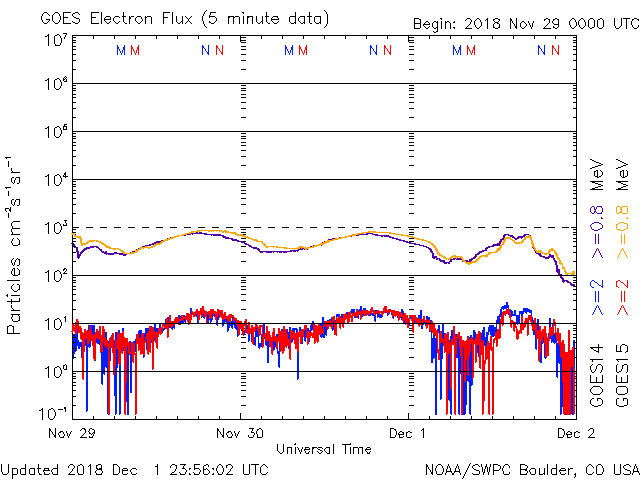 GOES Electron Flux (5 minute data)
Begin: 2018 Nov 29 0000 UTC
M M N N M M N N M M N N
10⁷
10⁶
10⁵
10⁴
10³
10²
10¹
10⁰
10⁻¹
Particles cm⁻²s⁻¹sr⁻¹
Nov 29
Nov 30
Dec 1
Dec 2
Universal Time
GOES14 >=2 >=0.8 MeV
GOES15 >=2 >=0.8 MeV
Updated 2018 Dec 1 23:56:02 UTC
NOAA/SWPC Boulder, CO USA